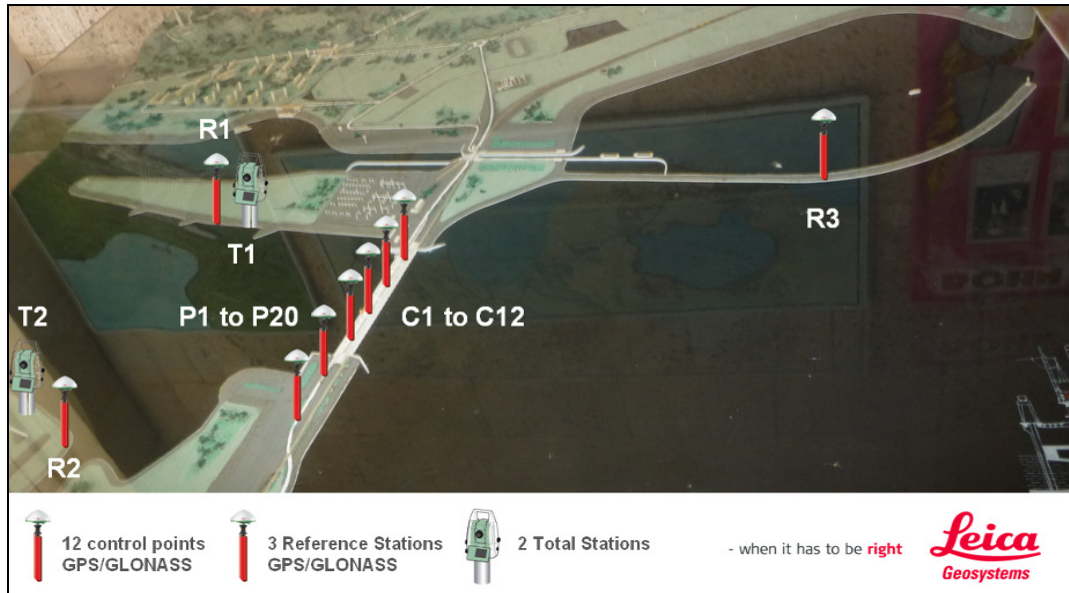 R1
T1
R3
P1 to P20
C1 to C12
T2
R2
12 control points
GPS/GLONASS
3 Reference Stations
GPS/GLONASS
2 Total Stations
- when it has to be right
Leica
Geosystems